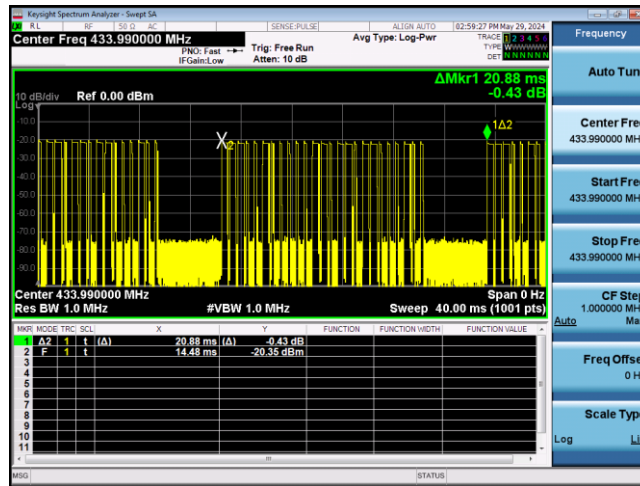 Keysight Spectrum Analyzer - Swept SA
RL RF 50 Ω AC SENSE:PULSE ALIGN AUTO 02:59:27 PM May 29, 2024
Center Freq 433.990000 MHz
PNO: Fast Trig: Free Run
IFGain:Low Atten: 10 dB
Avg Type: Log-Pwr
TRACE 1 2 3 4 5 6
TYPE WWWWWW
DET N N N N N N
ΔMkr1 20.88 ms
-0.43 dB
10 dB/div Ref 0.00 dBm
Log
-10.0
-20.0
-30.0
-40.0
-50.0
-60.0
-70.0
-80.0
-90.0
X2
1Δ2
Center 433.990000 MHz Span 0 Hz
Res BW 1.0 MHz #VBW 1.0 MHz Sweep 40.00 ms (1001 pts)
MKR MODE TRC SCL X Y FUNCTION FUNCTION WIDTH FUNCTION VALUE
1 Δ2 1 t (Δ) 20.88 ms (Δ) -0.43 dB
2 F 1 t 14.48 ms -20.35 dBm
3
4
5
6
7
8
9
10
11
MSG STATUS
Frequency
Auto Tun
Center Fre
433.990000 MH
Start Fre
433.990000 MH
Stop Fre
433.990000 MH
CF Ste
1.000000 MH
Auto Ma
Freq Offse
0 H
Scale Typ
Log Li